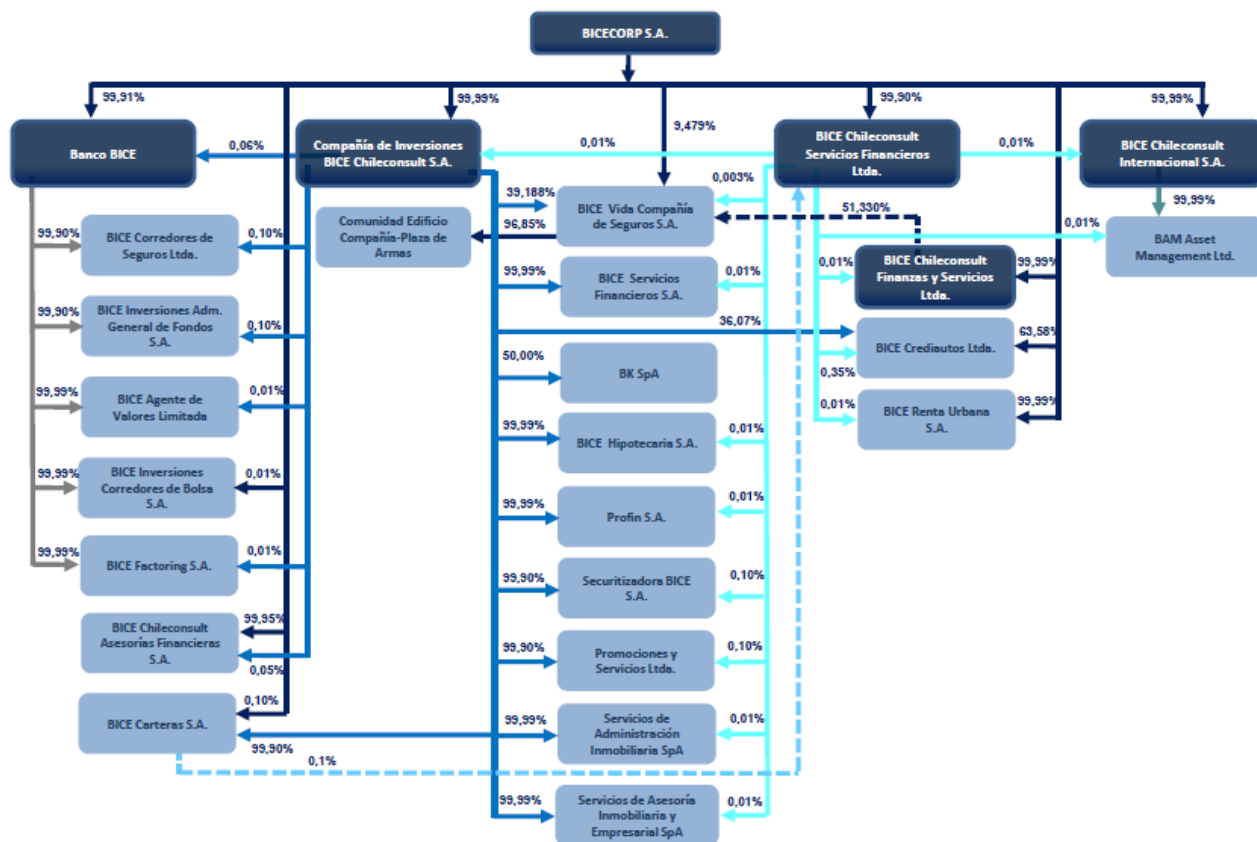 BICECORP S.A.
99,91%
99,99%
9,479%
99,90%
99,99%
Banco BICE
0,06%
Compañía de Inversiones
BICE Chileconsult S.A.
0,01%
BICE Chileconsult
Servicios Financieros
Ltda.
0,01%
BICE Chileconsult
Internacional S.A.
99,90%
BICE Corredores de
Seguros Ltda.
0,10%
Comunidad Edificio
Compañía-Plaza de
Armas
39,188%
96,85%
BICE Vida Compañía
de Seguros S.A.
0,003%
51,330%
99,99%
0,01%
BAM Asset
Management Ltd.
99,90%
BICE Inversiones Adm.
General de Fondos
S.A.
0,10%
99,99%
BICE Servicios
Financieros S.A.
0,01%
0,01%
BICE Chileconsult
Finanzas y Servicios
Ltda.
99,99%
36,07%
BICE Crediautos Ltda.
63,58%
0,35%
99,99%
BICE Agente de
Valores Limitada
0,01%
50,00%
BK SpA
0,01%
BICE Renta Urbana
S.A.
99,99%
99,99%
BICE Inversiones
Corredores de Bolsa
S.A.
0,01%
99,99%
BICE Hipotecaria S.A.
0,01%
99,99%
Profin S.A.
0,01%
99,99%
BICE Factoring S.A.
0,01%
99,90%
Securitizadora BICE
S.A.
0,10%
BICE Chileconsult
Asesorías Financieras
S.A.
99,95%
0,05%
99,90%
Promociones y
Servicios Ltda.
0,10%
BICE Carteras S.A.
0,10%
99,90%
0,1%
99,99%
Servicios de
Administración
Inmobiliaria SpA
0,01%
99,99%
Servicios de Asesoría
Inmobiliaria y
Empresarial SpA
0,01%